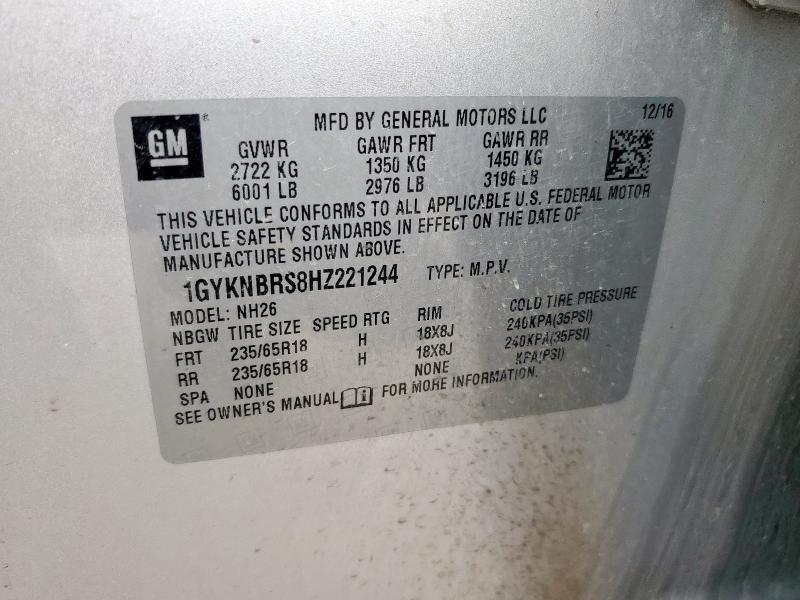 GM ® MFD BY GENERAL MOTORS LLC 12/16
GVWR GAWR FRT GAWR RR
2722 KG 1350 KG 1450 KG
6001 LB 2976 LB 3196 LB
THIS VEHICLE CONFORMS TO ALL APPLICABLE U.S. FEDERAL MOTOR
VEHICLE SAFETY STANDARDS IN EFFECT ON THE DATE OF
MANUFACTURE SHOWN ABOVE.
1GYKNBRS8HZ221244 TYPE: M.P.V.
MODEL: NH26
NBGW TIRE SIZE SPEED RTG RIM COLD TIRE PRESSURE
FRT 235/65R18 H 18X8J 240KPA(35PSI)
RR 235/65R18 H 18X8J 240KPA(35PSI)
SPA NONE NONE KPA(PSI)
SEE OWNER'S MANUAL FOR MORE INFORMATION.